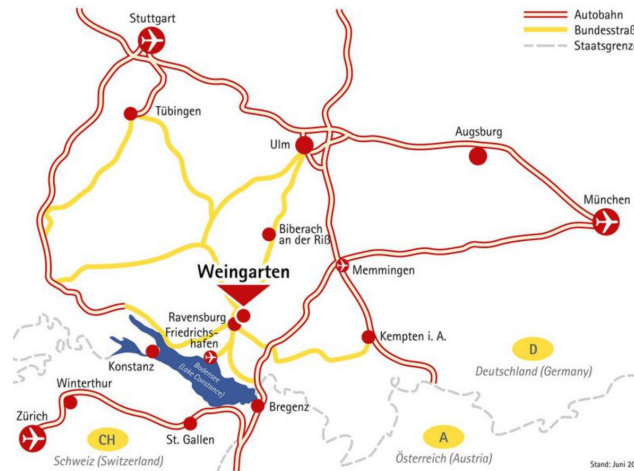 Stuttgart
Autobahn
Bundesstraß
Staatsgrenze
Tübingen
Ulm
Augsburg
München
Biberach
an der Riß
Weingarten
Memmingen
Ravensburg
Friedrichs-
hafen
Bodensee
(Lake Constance)
Konstanz
Kempten i. A.
D
Deutschland (Germany)
Winterthur
Zürich
Bregenz
St. Gallen
CH
Schweiz (Switzerland)
A
Österreich (Austria)
Stand: Juni 20